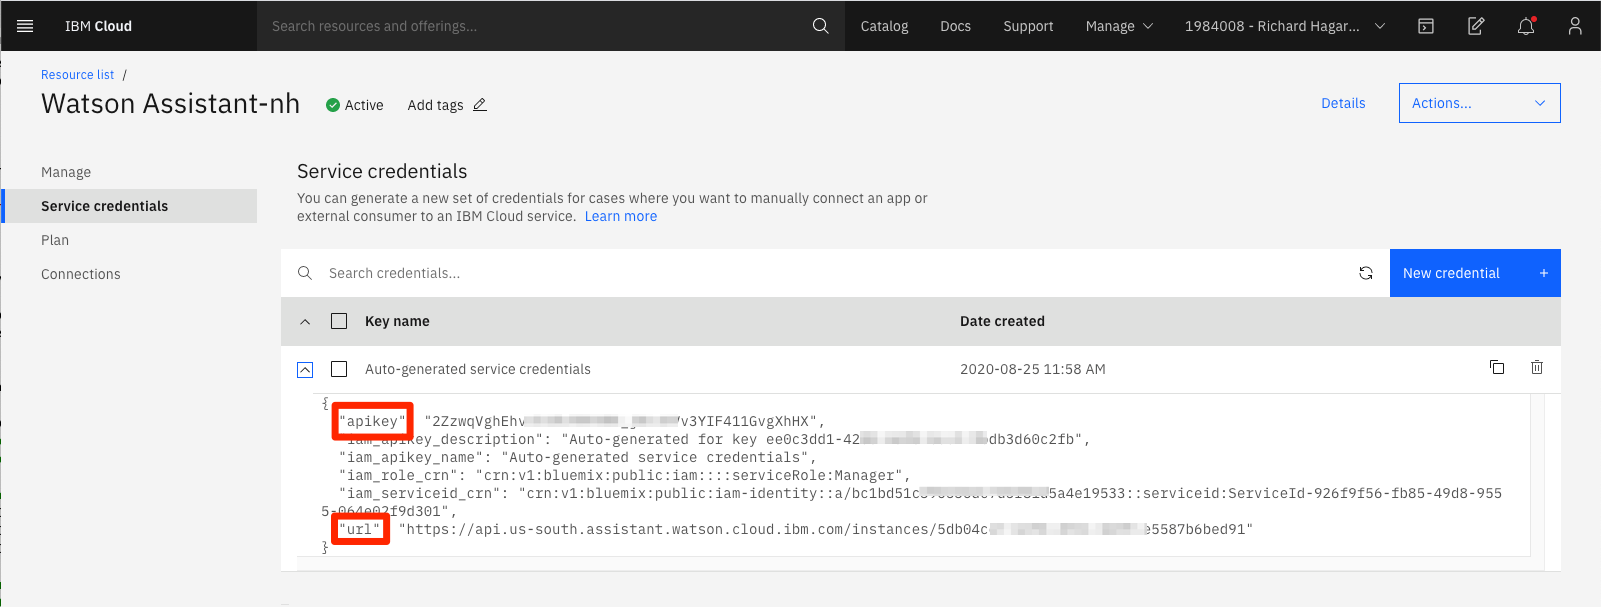 IBM Cloud
Search resources and offerings...
Catalog
Docs
Support
Manage
1984008 - Richard Hagar...
Resource list /
Watson Assistant-nh
Active
Add tags
Details
Actions...
Manage
Service credentials
Plan
Connections
Service credentials
You can generate a new set of credentials for cases where you want to manually connect an app or
external consumer to an IBM Cloud service. Learn more
Search credentials...
New credential +
Key name
Date created
Auto-generated service credentials
2020-08-25 11:58 AM
{
"apikey" "2ZzwqVghEhv v3YIF411GvgXhHX",
"iam_apikey_description": "Auto-generated for key ee0c3dd1-42 db3d60c2fb",
"iam_apikey_name": "Auto-generated service credentials",
"iam_role_crn": "crn:v1:bluemix:public:iam::::serviceRole:Manager",
"iam_serviceid_crn": "crn:v1:bluemix:public:iam-identity::a/bc1bd51c 5a4e19533::serviceid:ServiceId-926f9f56-fb85-49d8-955
5-064e02f9d301",
"url" "https://api.us-south.assistant.watson.cloud.ibm.com/instances/5db04c e5587b6bed91"
}